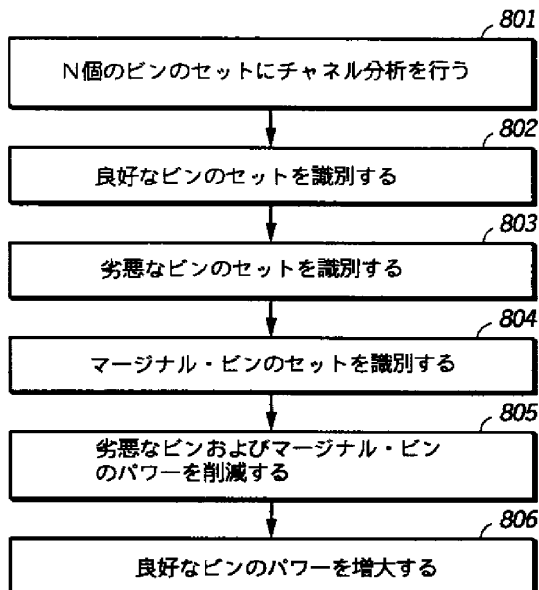 801
N個のビンのセットにチャネル分析を行う
802
良好なビンのセットを識別する
803
劣悪なビンのセットを識別する
804
マージナル・ビンのセットを識別する
805
劣悪なビンおよびマージナル・ビン
のパワーを削減する
806
良好なビンのパワーを増大する